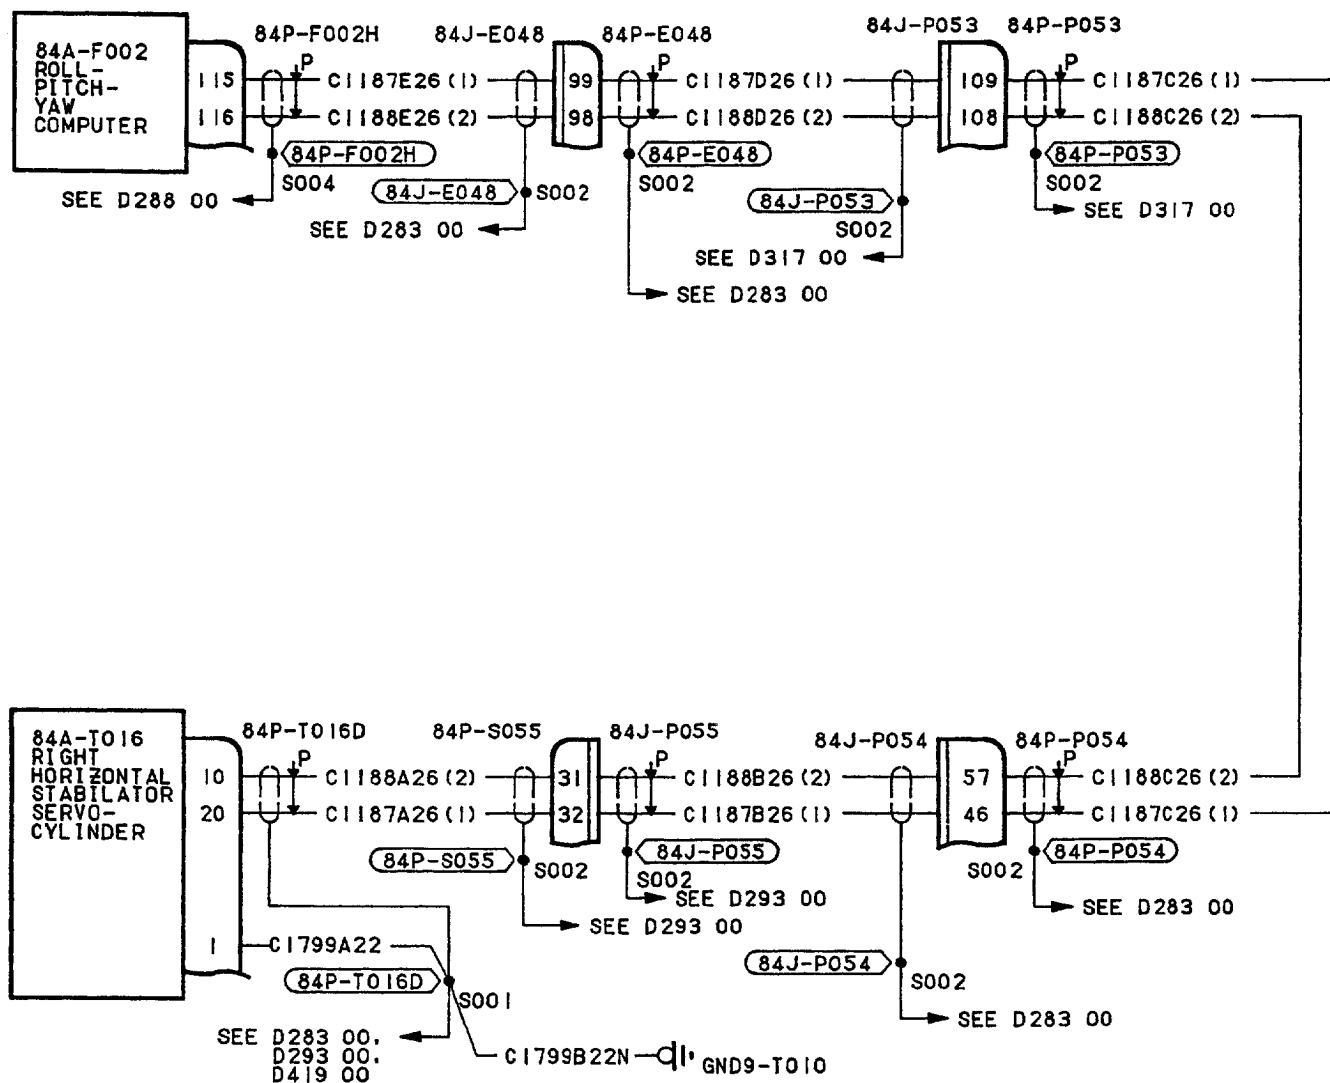 84P-F002H 84J-E048 84P-E048 84J-P053 84P-P053
84A-F002
ROLL-
PITCH-
YAW
COMPUTER
115 P C1187E26(1) 99 P C1187D26(1) 109 P C1187C26(1)
116 C1188E26(2) 98 C1188D26(2) 108 C1188C26(2)
84P-F002H 84P-E048 84P-P053
S004 84J-E048 S002 S002 84J-P053 S002
SEE D288 00 SEE D283 00 S002 SEE D317 00
SEE D317 00
SEE D283 00
84P-T016D 84P-S055 84J-P055 84J-P054 84P-P054
84A-T016
RIGHT
HORIZONTAL
STABILATOR
SERVO-
CYLINDER
10 P C1188A26(2) 31 P C1188B26(2) 57 P C1188C26(2)
20 C1187A26(1) 32 C1187B26(1) 46 C1187C26(1)
84P-S055 S002 84J-P055 S002 84P-P054
S002
SEE D293 00 SEE D283 00
SEE D293 00
1 C1799A22
84J-P054 S002
84P-T016D S001
SEE D283 00
SEE D283 00,
D293 00,
D419 00
C1799B22N GND9-T010